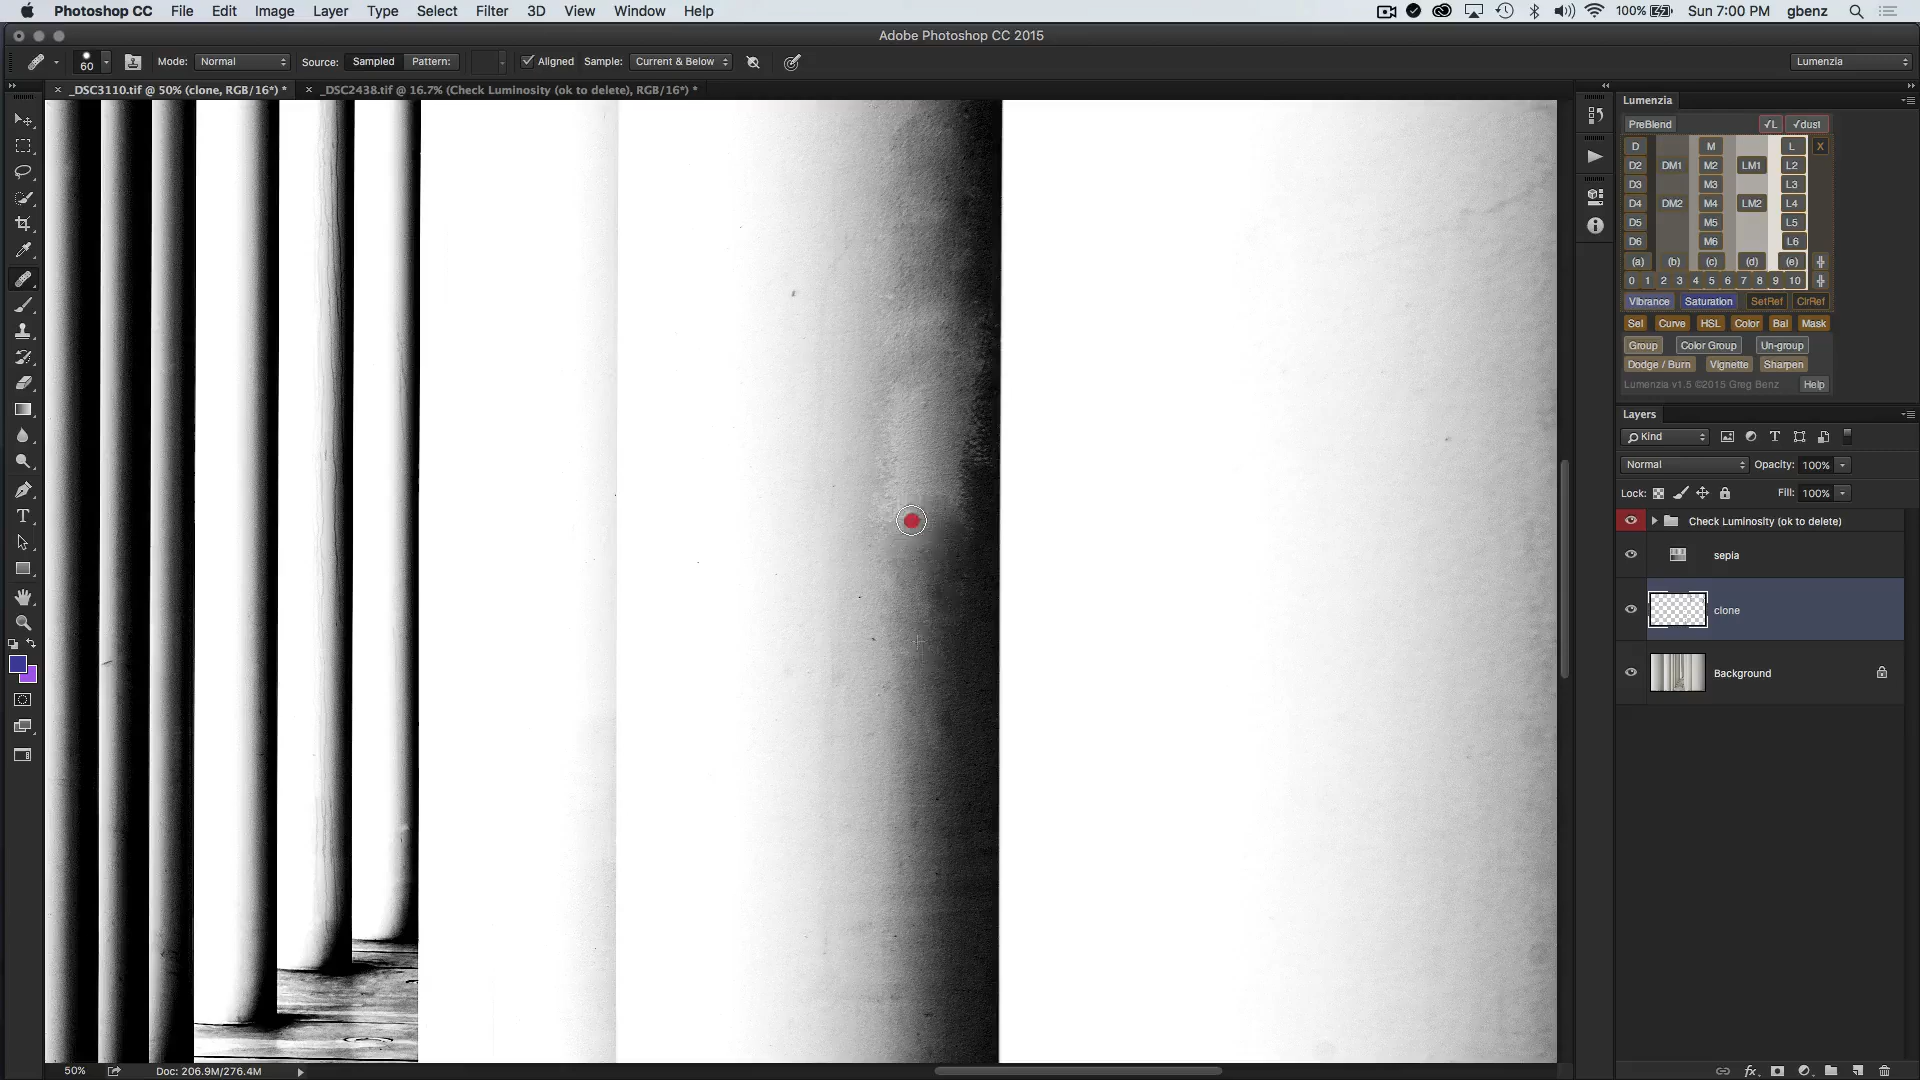 Photoshop CC File Edit Image Layer Type Select Filter 3D View Window Help 100% Sun 7:00 PM gbenz
Adobe Photoshop CC 2015
60 Mode: Normal Source: Sampled Pattern: Aligned Sample: Current & Below Lumenzia
× _DSC3110.tif @ 50% (clone, RGB/16*) * × _DSC2438.tif @ 16.7% (Check Luminosity (ok to delete), RGB/16*) *
Lumenzia
PreBlend √L √dust
D M L X
D2 DM1 M2 LM1 L2
D3 M3 L3
D4 DM2 M4 LM2 L4
D5 M5 L5
D6 M6 L6
(a) (b) (c) (d) (e)
0 1 2 3 4 5 6 7 8 9 10
Vibrance Saturation SetRef ClrRef
Sel Curve HSL Color Bal Mask
Group Color Group Un-group
Dodge / Burn Vignette Sharpen
Lumenzia v1.5 ©2015 Greg Benz Help
Layers
Kind
Normal Opacity: 100%
Lock: Fill: 100%
Check Luminosity (ok to delete)
sepia
clone
Background
50% Doc: 206.9M/276.4M